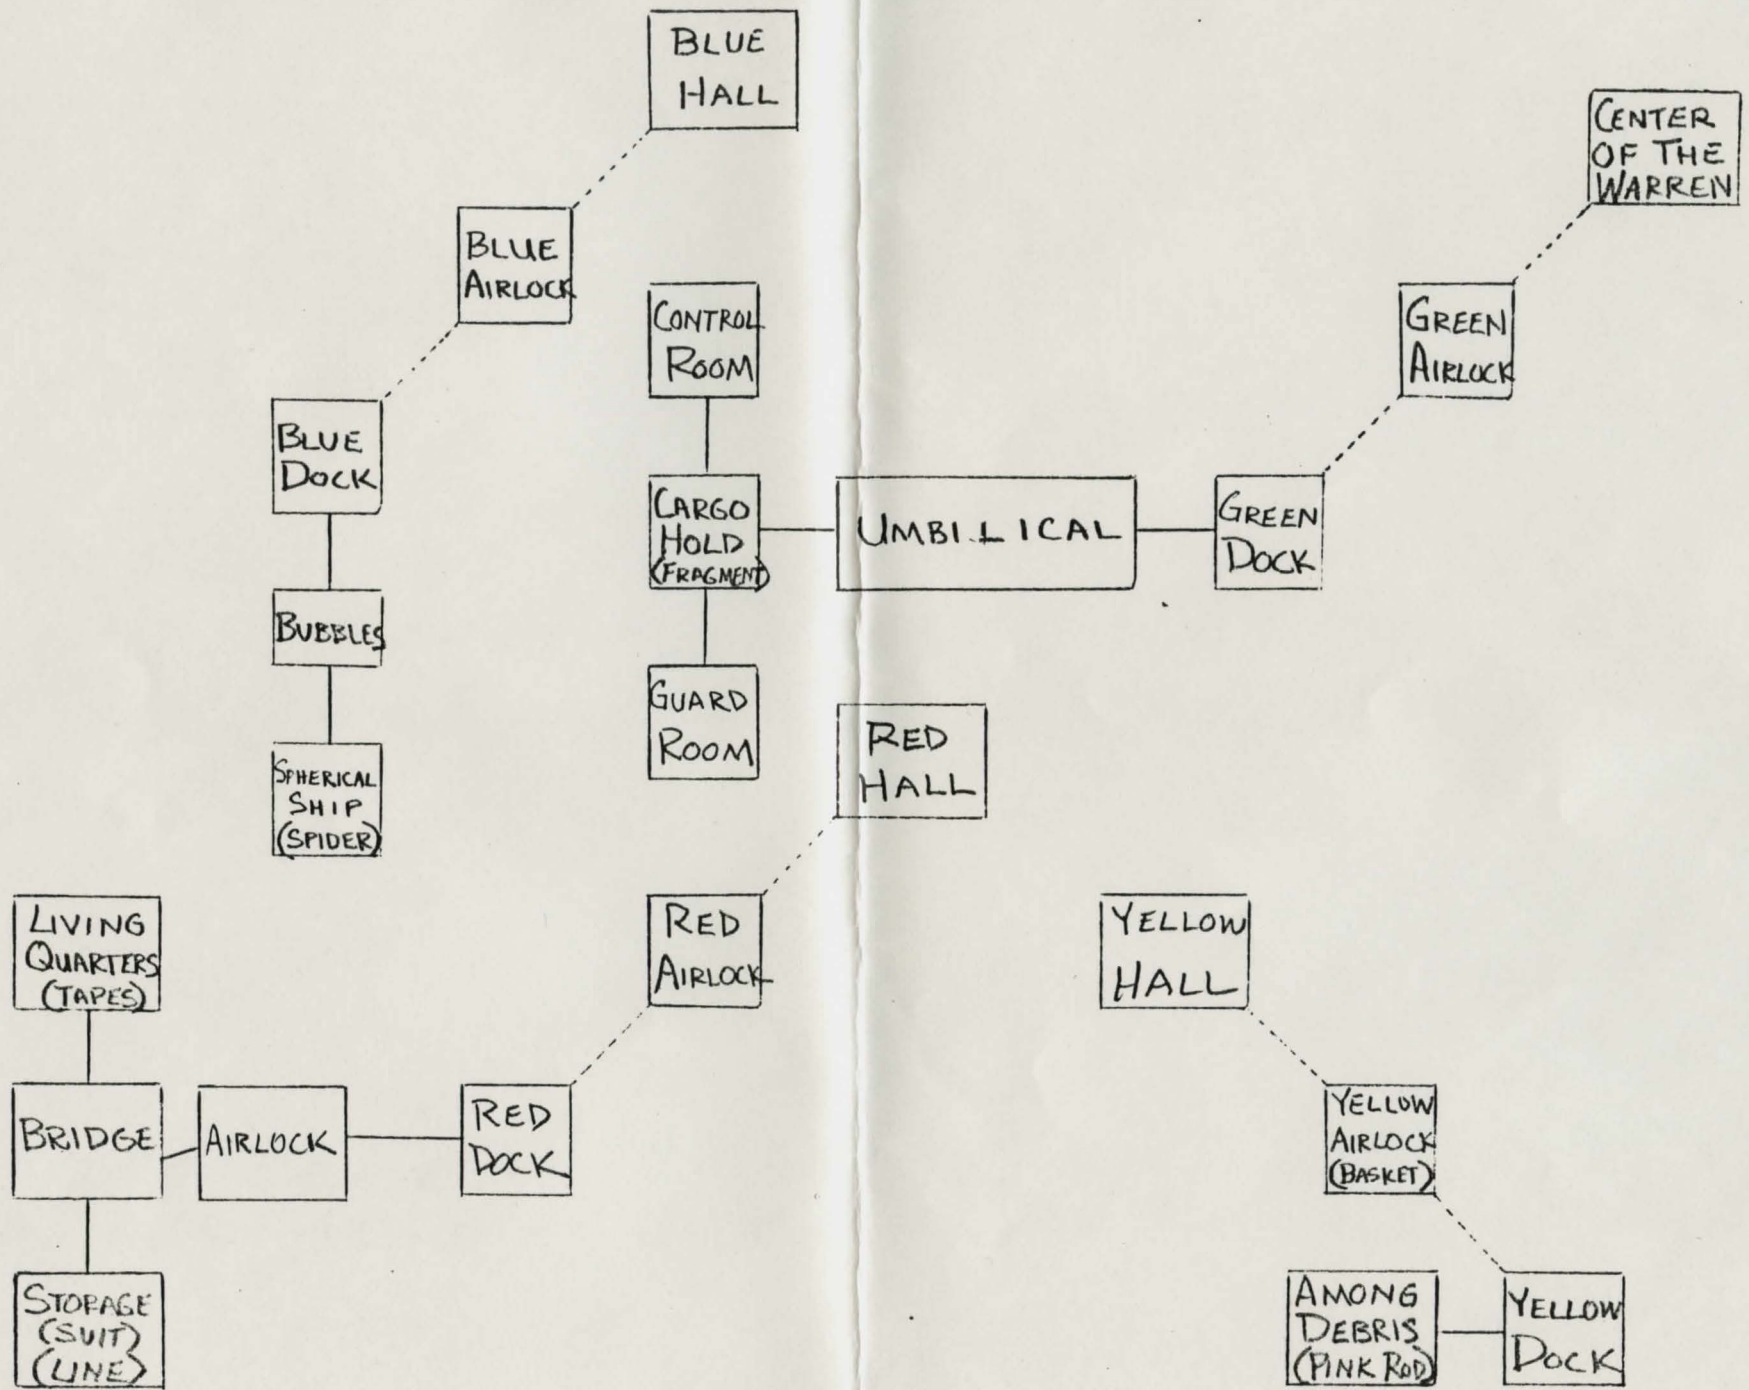 BLUE
HALL
CENTER
OF THE
WARREN
BLUE
AIRLOCK
CONTROL
ROOM
GREEN
AIRLOCK
BLUE
DOCK
CARGO
HOLD
(FRAGMENT)
UMBILICAL
GREEN
DOCK
BUBBLES
GUARD
ROOM
RED
HALL
SPHERICAL
SHIP
(SPIDER)
LIVING
QUARTERS
(TAPES)
RED
AIRLOCK
YELLOW
HALL
BRIDGE
AIRLOCK
RED
DOCK
YELLOW
AIRLOCK
(BASKET)
STORAGE
(SUIT)
(LINE)
AMONG
DEBRIS
(PINK ROD)
YELLOW
DOCK